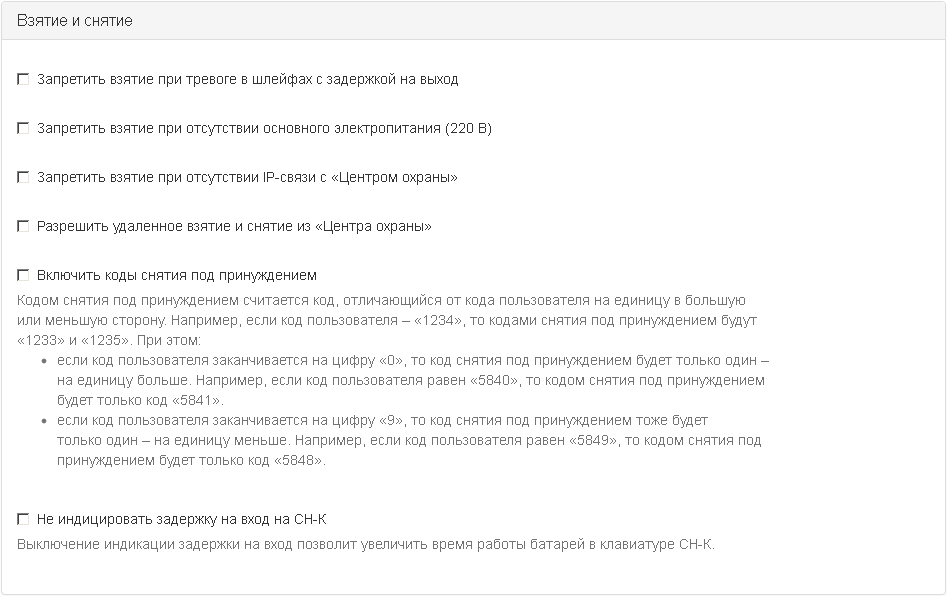 Взятие и снятие
Запретить взятие при тревоге в шлейфах с задержкой на выход
Запретить взятие при отсутствии основного электропитания (220 В)
Запретить взятие при отсутствии IP-связи с «Центром охраны»
Разрешить удаленное взятие и снятие из «Центра охраны»
Включить коды снятия под принуждением
Кодом снятия под принуждением считается код, отличающийся от кода пользователя на единицу в большую
или меньшую сторону. Например, если код пользователя – «1234», то кодами снятия под принуждением будут
«1233» и «1235». При этом:
• если код пользователя заканчивается на цифру «0», то код снятия под принуждением будет только один –
на единицу больше. Например, если код пользователя равен «5840», то кодом снятия под принуждением
будет только код «5841».
• если код пользователя заканчивается на цифру «9», то код снятия под принуждением тоже будет
только один – на единицу меньше. Например, если код пользователя равен «5849», то кодом снятия под
принуждением будет только код «5848».
Не индицировать задержку на вход на CH-K
Выключение индикации задержки на вход позволит увеличить время работы батарей в клавиатуре CH-K.